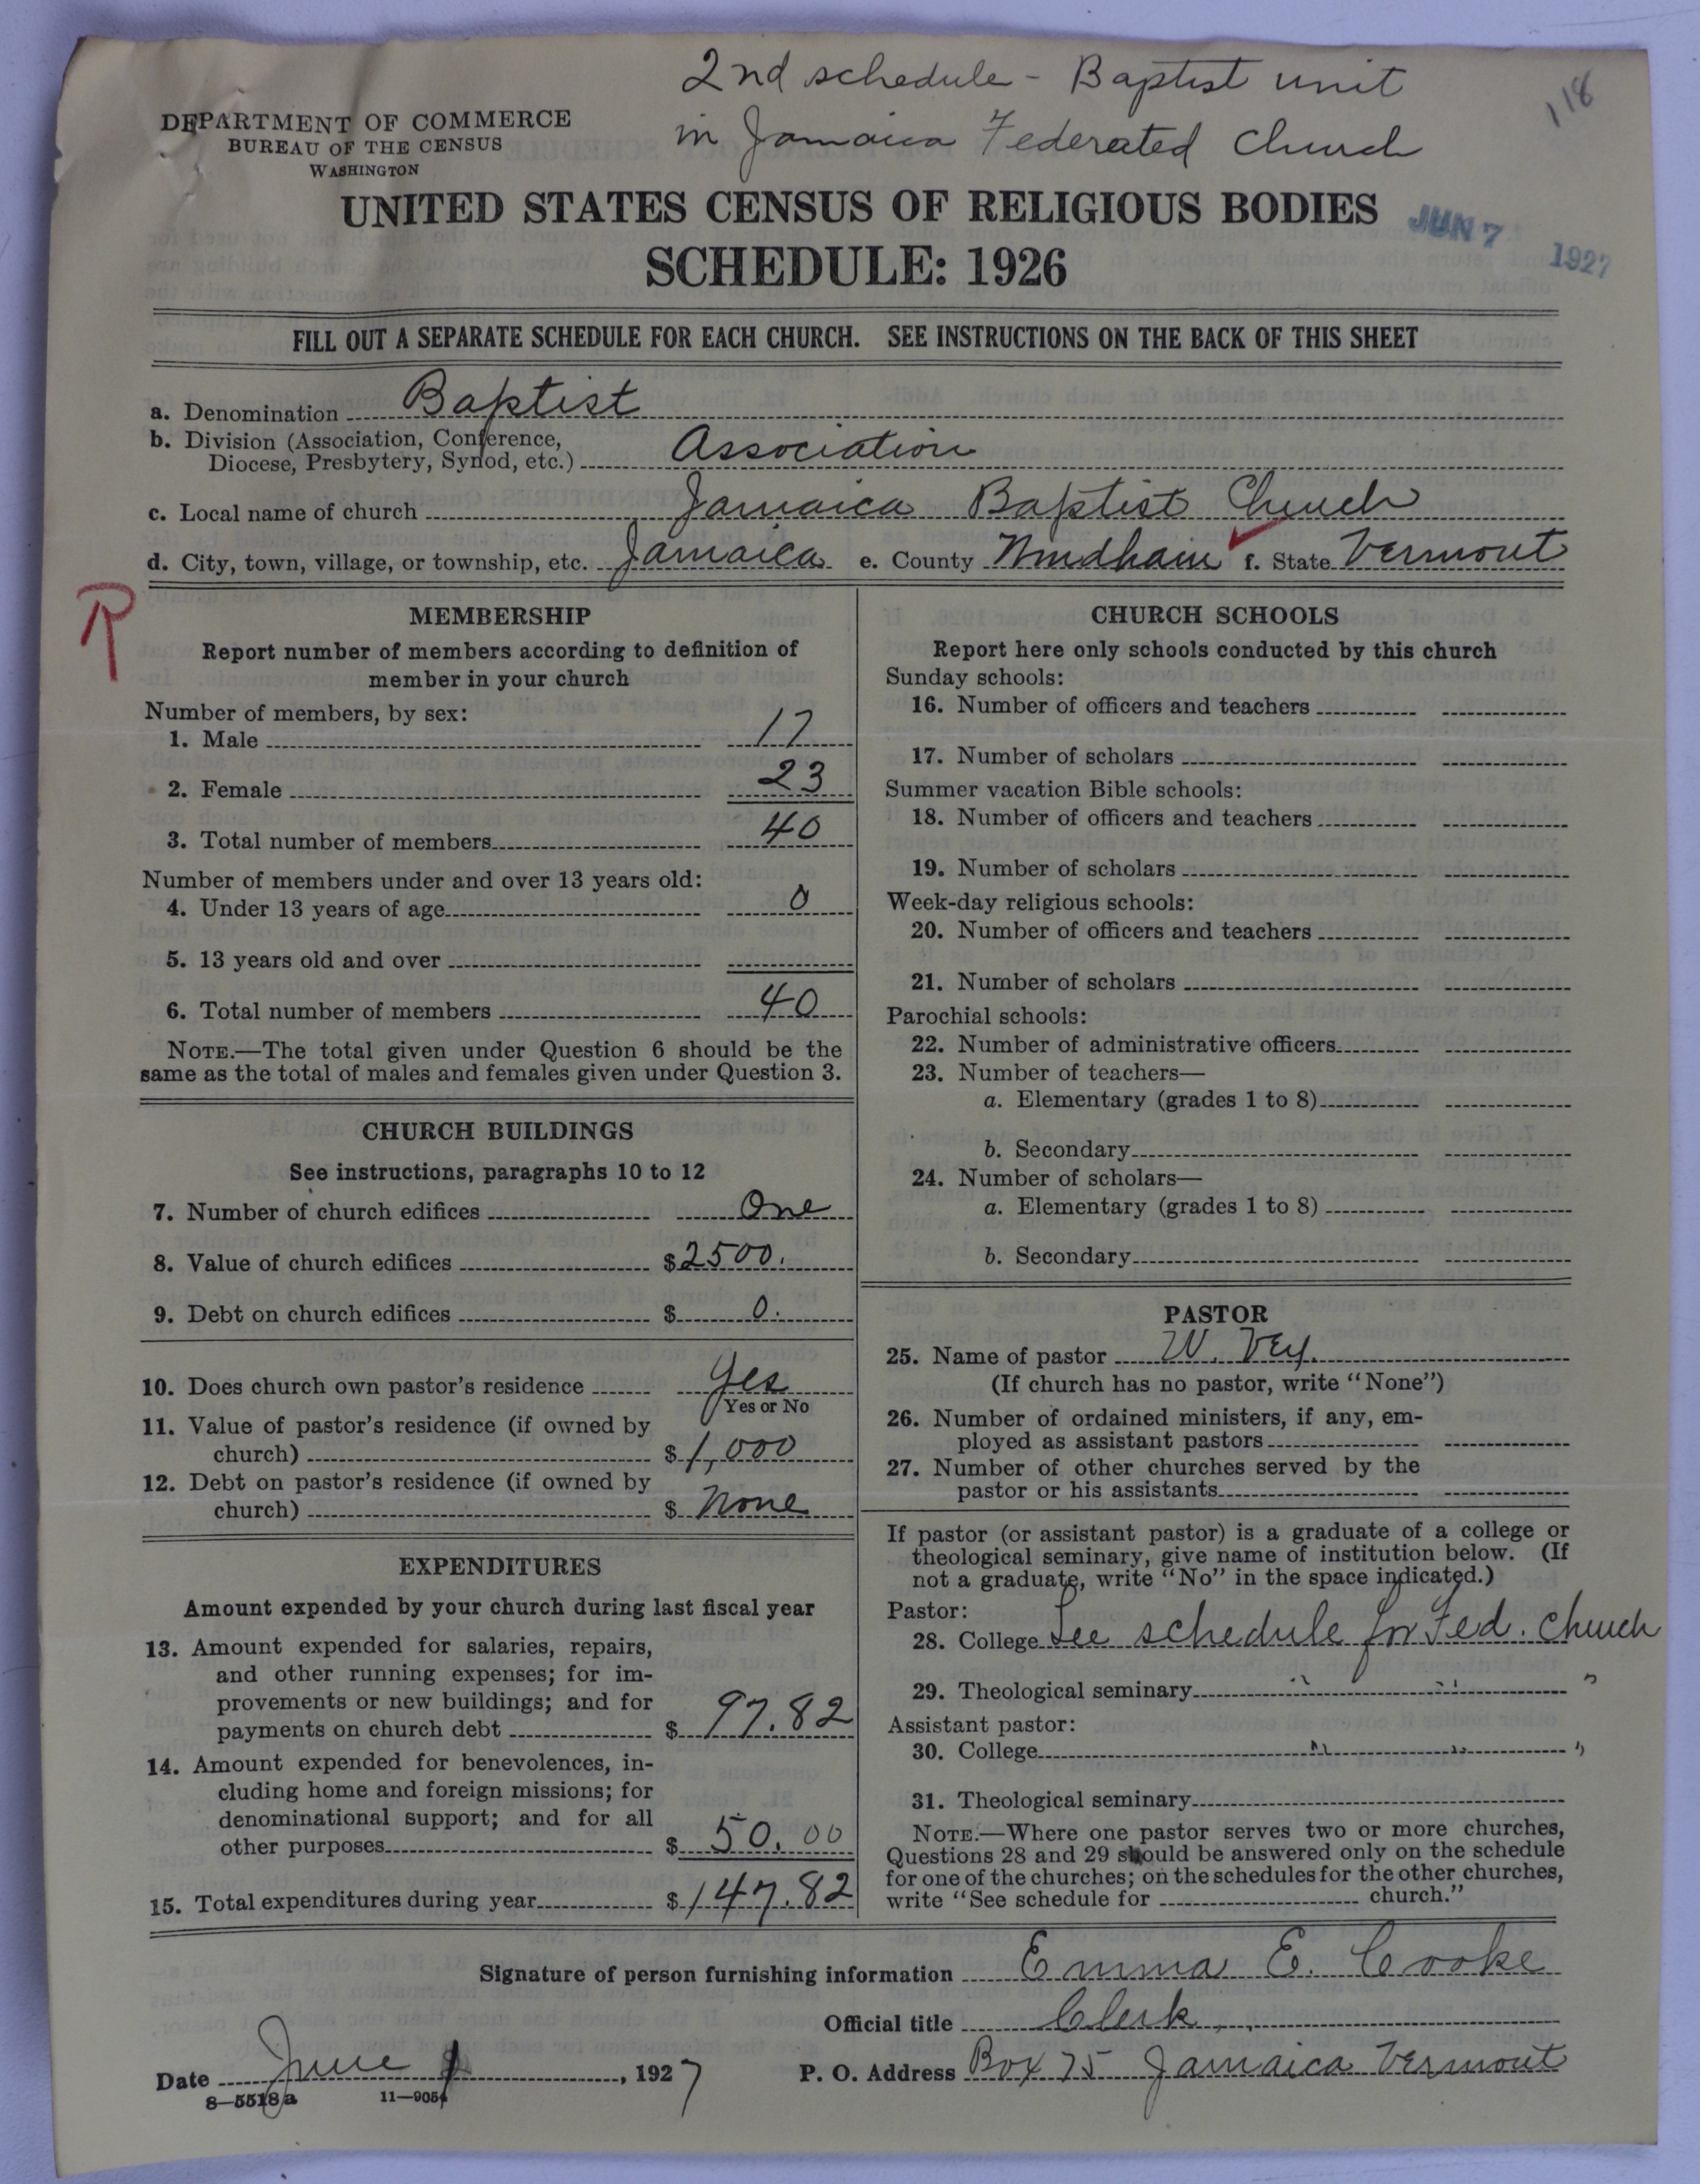 2nd schedule - Baptist unit
in Jamaica Federated Church
118
DEPARTMENT OF COMMERCE
BUREAU OF THE CENSUS
WASHINGTON
UNITED STATES CENSUS OF RELIGIOUS BODIES
SCHEDULE: 1926
JUN 7 1927
FILL OUT A SEPARATE SCHEDULE FOR EACH CHURCH. SEE INSTRUCTIONS ON THE BACK OF THIS SHEET
a. Denomination Baptist
b. Division (Association, Conference,
Diocese, Presbytery, Synod, etc.) Association
c. Local name of church Jamaica Baptist Church
d. City, town, village, or township, etc. Jamaica e. County Windham f. State Vermont
R
MEMBERSHIP
Report number of members according to definition of
member in your church
Number of members, by sex:
1. Male 17
2. Female 23
3. Total number of members 40
Number of members under and over 13 years old:
4. Under 13 years of age 0
5. 13 years old and over
6. Total number of members 40
NOTE.—The total given under Question 6 should be the
same as the total of males and females given under Question 3.
CHURCH BUILDINGS
See instructions, paragraphs 10 to 12
7. Number of church edifices One
8. Value of church edifices $2500.
9. Debt on church edifices $ 0.
10. Does church own pastor's residence Yes
Yes or No
11. Value of pastor's residence (if owned by
church) $1,000
12. Debt on pastor's residence (if owned by
church) $ None
EXPENDITURES
Amount expended by your church during last fiscal year
13. Amount expended for salaries, repairs,
and other running expenses; for im-
provements or new buildings; and for
payments on church debt $ 97.82
14. Amount expended for benevolences, in-
cluding home and foreign missions; for
denominational support; and for all
other purposes $ 50.00
15. Total expenditures during year $147.82
CHURCH SCHOOLS
Report here only schools conducted by this church
Sunday schools:
16. Number of officers and teachers
17. Number of scholars
Summer vacation Bible schools:
18. Number of officers and teachers
19. Number of scholars
Week-day religious schools:
20. Number of officers and teachers
21. Number of scholars
Parochial schools:
22. Number of administrative officers
23. Number of teachers—
a. Elementary (grades 1 to 8)
b. Secondary
24. Number of scholars—
a. Elementary (grades 1 to 8)
b. Secondary
PASTOR
25. Name of pastor W. Vey.
(If church has no pastor, write "None")
26. Number of ordained ministers, if any, em-
ployed as assistant pastors
27. Number of other churches served by the
pastor or his assistants
If pastor (or assistant pastor) is a graduate of a college or
theological seminary, give name of institution below. (If
not a graduate, write "No" in the space indicated.)
Pastor:
28. College See schedule for Fed. Church
29. Theological seminary " " "
Assistant pastor:
30. College " " "
31. Theological seminary
NOTE.—Where one pastor serves two or more churches,
Questions 28 and 29 should be answered only on the schedule
for one of the churches; on the schedules for the other churches,
write "See schedule for church."
Signature of person furnishing information Emma E. Cooke
Official title Clerk
Date June 1, 1927 P. O. Address Box 75 Jamaica Vermont
8—5518a 11—9054